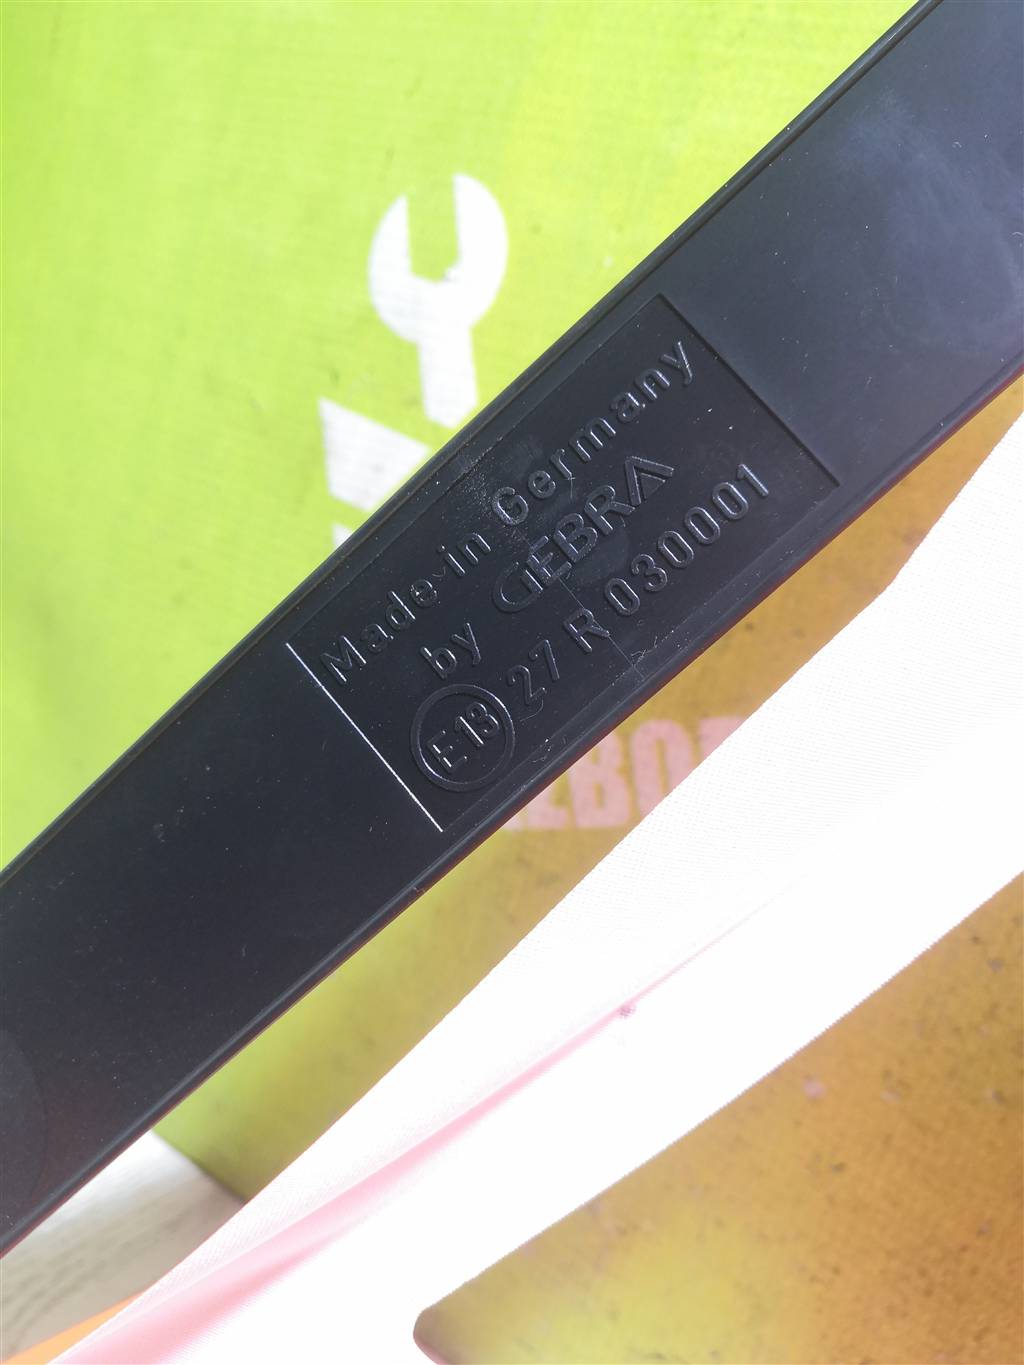 Made in Germany
by GEBRA
E13 27 R 030001